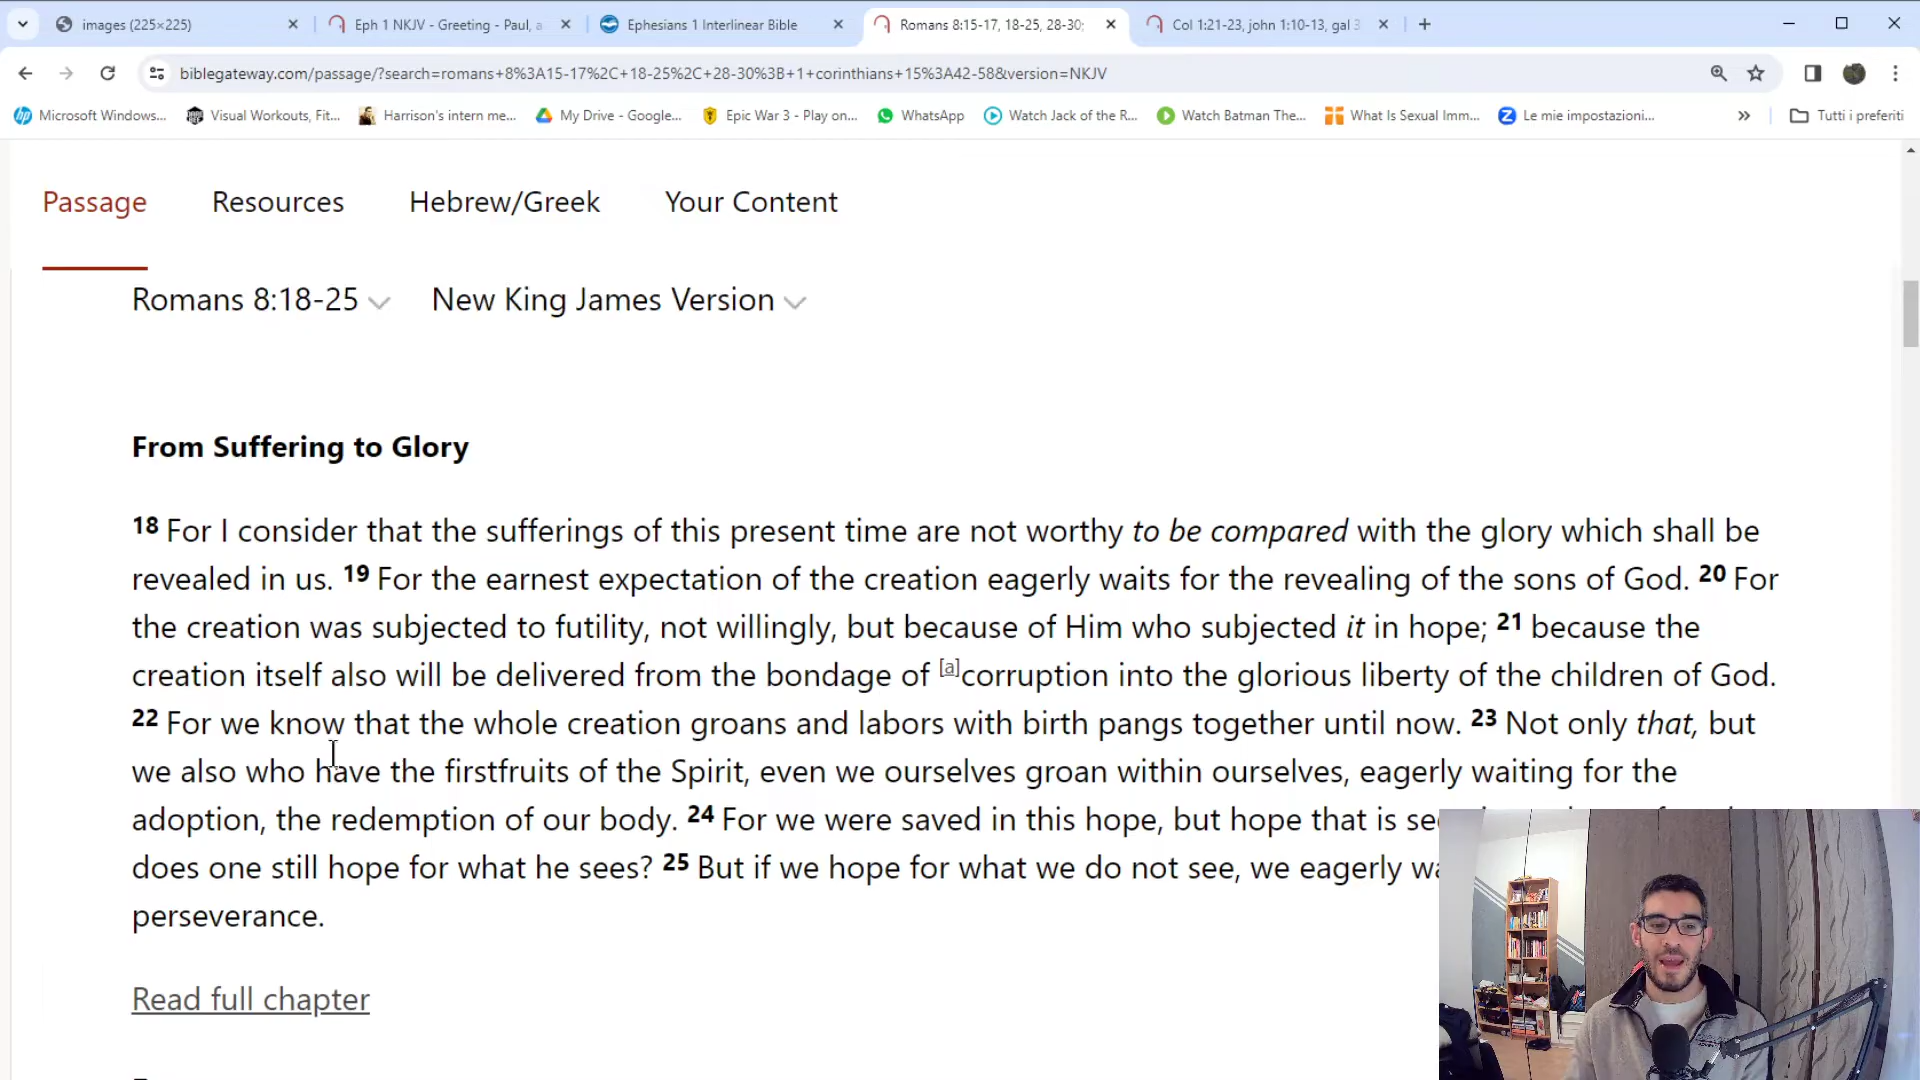 images (225×225)
Eph 1 NKJV - Greeting - Paul, a
Ephesians 1 Interlinear Bible
Romans 8:15-17, 18-25, 28-30;
Col 1:21-23, john 1:10-13, gal 3
biblegateway.com/passage/?search=romans+8%3A15-17%2C+18-25%2C+28-30%3B+1+corinthians+15%3A42-58&version=NKJV
Microsoft Windows...
Visual Workouts, Fit...
Harrison's intern me...
My Drive - Google...
Epic War 3 - Play on...
WhatsApp
Watch Jack of the R...
Watch Batman The...
What Is Sexual Imm...
Le mie impostazioni...
»
Tutti i preferiti
Passage
Resources
Hebrew/Greek
Your Content
Romans 8:18-25
New King James Version
From Suffering to Glory
18 For I consider that the sufferings of this present time are not worthy to be compared with the glory which shall be
revealed in us. 19 For the earnest expectation of the creation eagerly waits for the revealing of the sons of God. 20 For
the creation was subjected to futility, not willingly, but because of Him who subjected it in hope; 21 because the
creation itself also will be delivered from the bondage of [a]corruption into the glorious liberty of the children of God.
22 For we know that the whole creation groans and labors with birth pangs together until now. 23 Not only that, but
we also who have the firstfruits of the Spirit, even we ourselves groan within ourselves, eagerly waiting for the
adoption, the redemption of our body. 24 For we were saved in this hope, but hope that is
does one still hope for what he sees? 25 But if we hope for what we do not see, we eagerly
perseverance.
Read full chapter